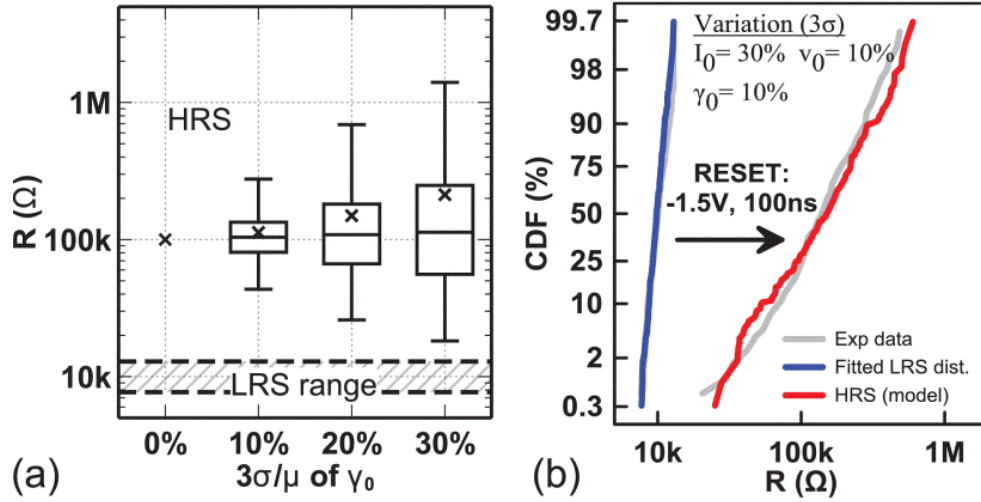 (a)
R (Ω)
1M
100k
10k
HRS
LRS range
0%
10%
20%
30%
3σ/μ of γ₀
(b)
CDF (%)
99.7
98
90
75
50
25
10
2
0.3
Variation (3σ)
I₀= 30% v₀= 10%
γ₀= 10%
RESET:
-1.5V, 100ns
Exp data
Fitted LRS dist.
HRS (model)
10k
100k
1M
R (Ω)